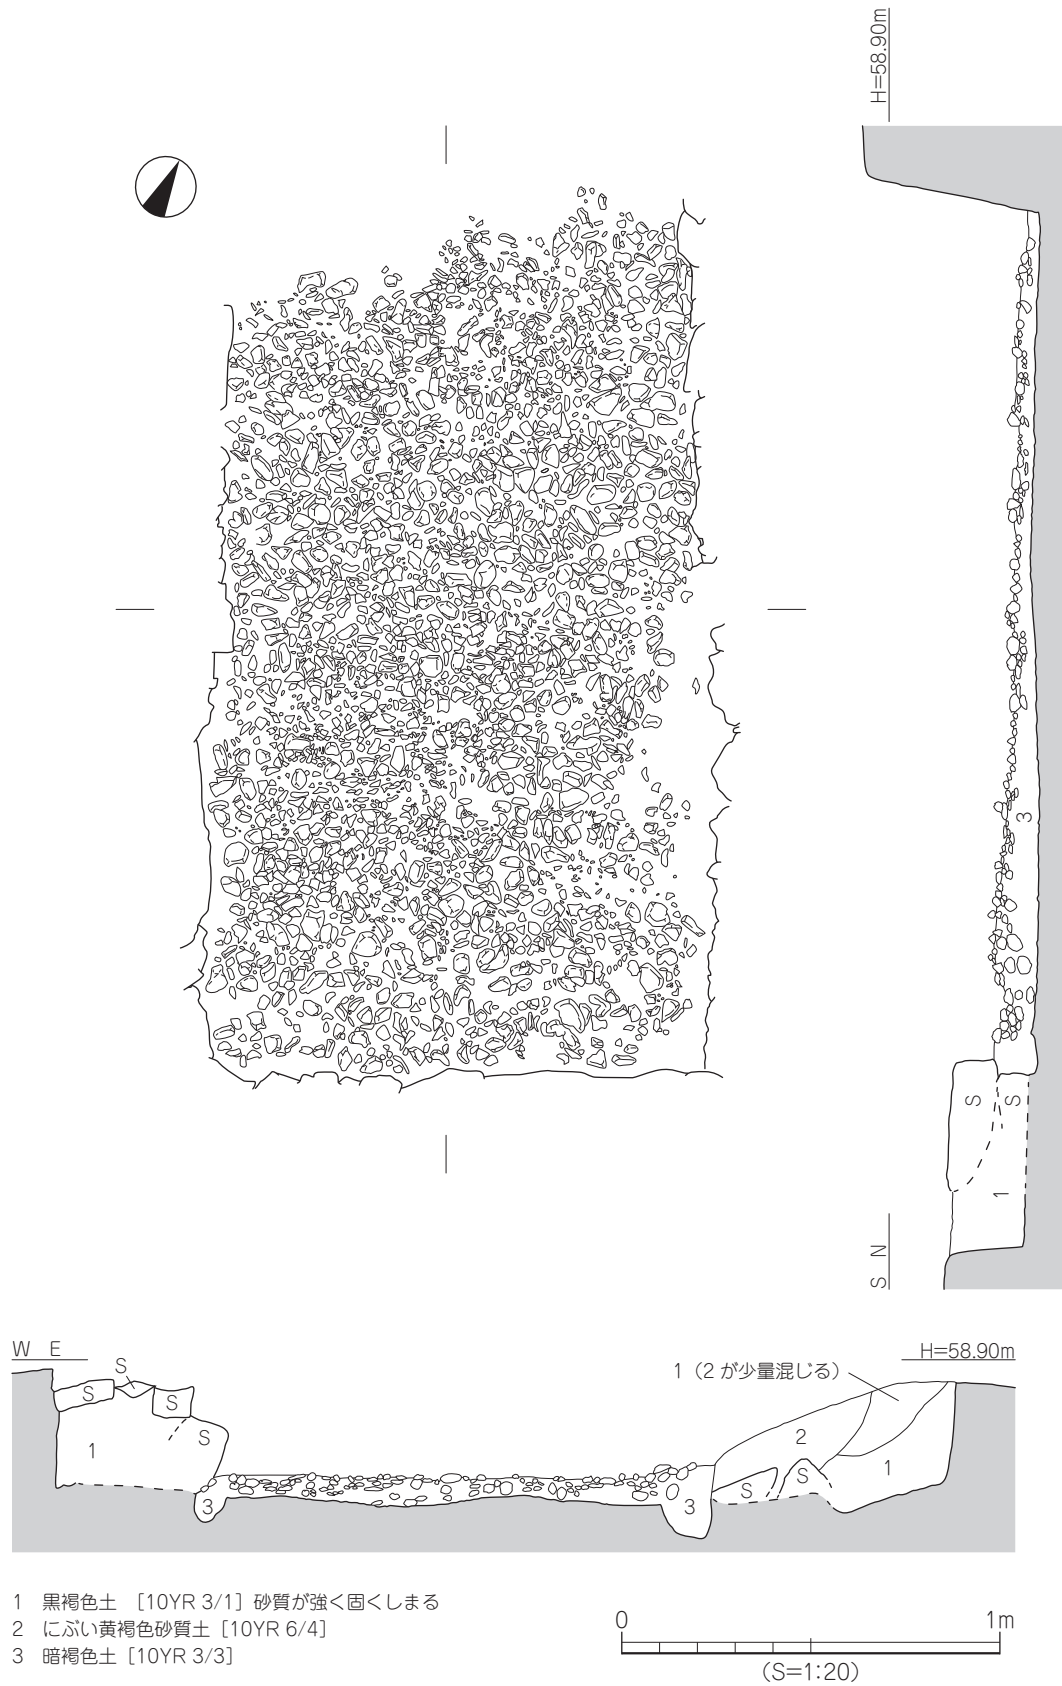 H=58.90m
3
S
S
1
S N
W E
H=58.90m
S
1（2 が少量混じる）
S
S
S
2
1
1
S
S
3
3
1 黒褐色土 ［10YR 3/1］砂質が強く固くしまる
2 にぶい黄褐色砂質土［10YR 6/4］
3 暗褐色土［10YR 3/3］
0 1m
（S=1:20）